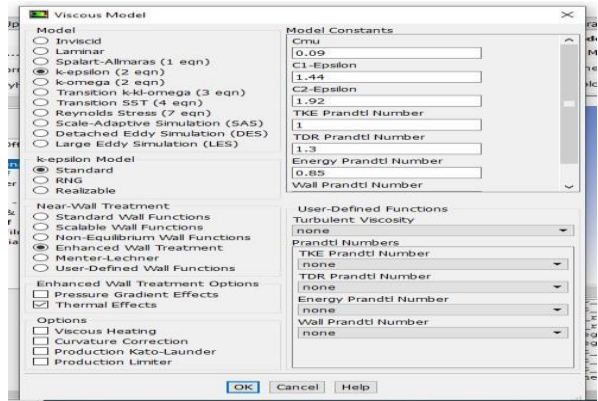 Viscous Model
Model
Inviscid
Laminar
Spalart-Allmaras (1 eqn)
k-epsilon (2 eqn)
k-omega (2 eqn)
Transition k-kl-omega (3 eqn)
Transition SST (4 eqn)
Reynolds Stress (7 eqn)
Scale-Adaptive Simulation (SAS)
Detached Eddy Simulation (DES)
Large Eddy Simulation (LES)
k-epsilon Model
Standard
RNG
Realizable
Near-Wall Treatment
Standard Wall Functions
Scalable Wall Functions
Non-Equilibrium Wall Functions
Enhanced Wall Treatment
Menter-Lechner
User-Defined Wall Functions
Enhanced Wall Treatment Options
Pressure Gradient Effects
Thermal Effects
Options
Viscous Heating
Curvature Correction
Production Kato-Launder
Production Limiter
Model Constants
Cmu
0.09
C1-Epsilon
1.44
C2-Epsilon
1.92
TKE Prandtl Number
1
TDR Prandtl Number
1.3
Energy Prandtl Number
0.85
Wall Prandtl Number
User-Defined Functions
Turbulent Viscosity
none
Prandtl Numbers
TKE Prandtl Number
none
TDR Prandtl Number
none
Energy Prandtl Number
none
Wall Prandtl Number
none
OK Cancel Help